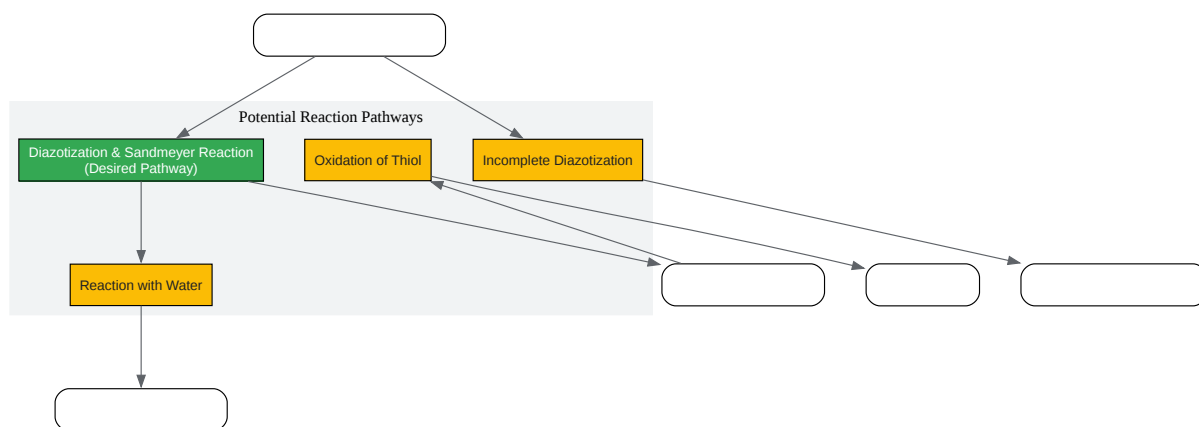 Potential Reaction Pathways
Diazotization & Sandmeyer Reaction
(Desired Pathway)
Oxidation of Thiol
Incomplete Diazotization
Reaction with Water